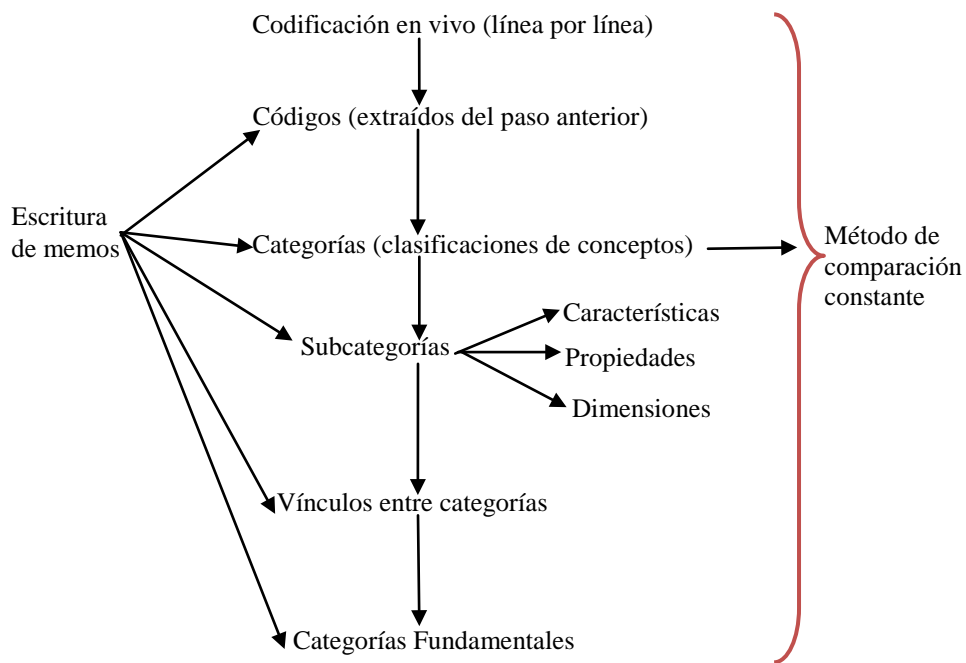 Codificación en vivo (línea por línea)
Códigos (extraídos del paso anterior)
Escritura
de memos
Categorías (clasificaciones de conceptos)
Método de
comparación
constante
Subcategorías
Características
Propiedades
Dimensiones
Vínculos entre categorías
Categorías Fundamentales